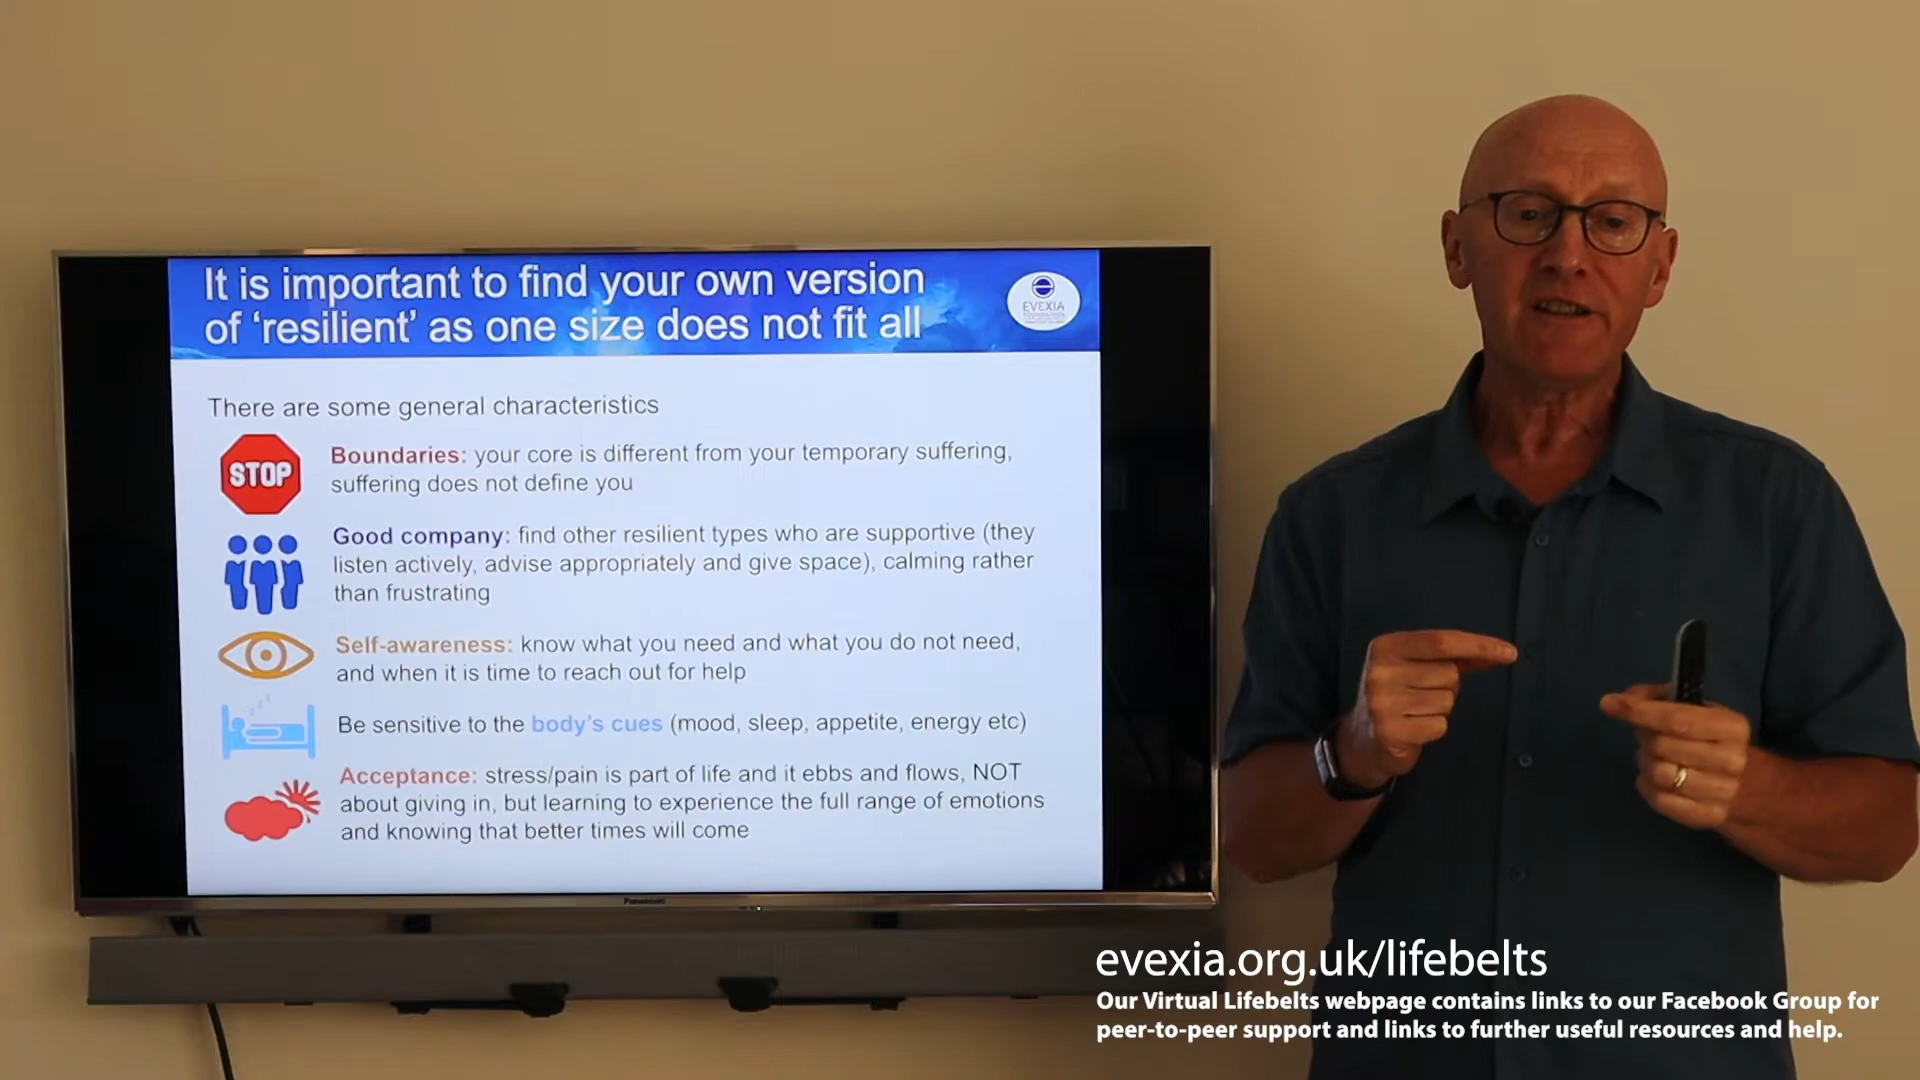 It is important to find your own version
of ‘resilient’ as one size does not fit all
EVEXIA
There are some general characteristics
STOP
Boundaries: your core is different from your temporary suffering,
suffering does not define you
Good company: find other resilient types who are supportive (they
listen actively, advise appropriately and give space), calming rather
than frustrating
Self-awareness: know what you need and what you do not need,
and when it is time to reach out for help
z z z
Be sensitive to the body’s cues (mood, sleep, appetite, energy etc)
Acceptance: stress/pain is part of life and it ebbs and flows, NOT
about giving in, but learning to experience the full range of emotions
and knowing that better times will come
Panasonic
evexia.org.uk/lifebelts
Our Virtual Lifebelts webpage contains links to our Facebook Group for
peer-to-peer support and links to further useful resources and help.